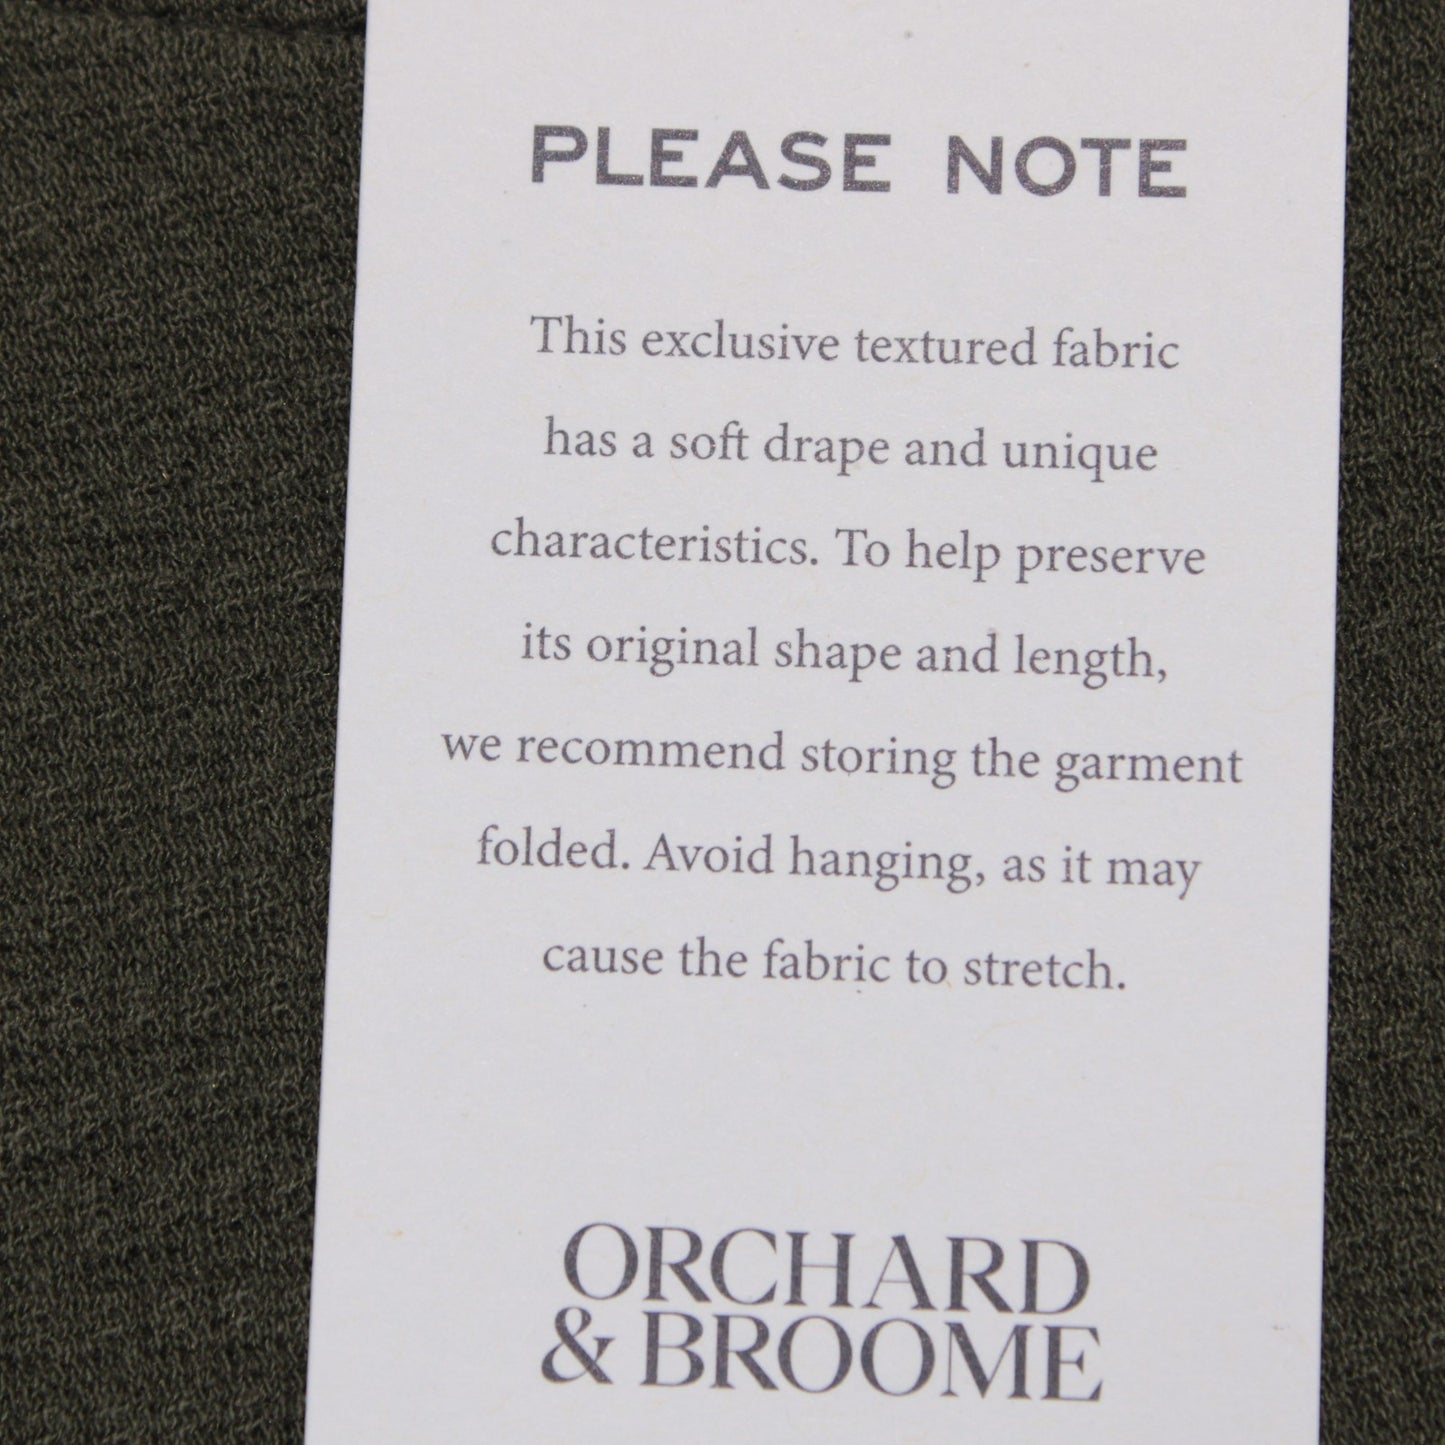 PLEASE NOTE
This exclusive textured fabric
has a soft drape and unique
characteristics. To help preserve
its original shape and length,
we recommend storing the garment
folded. Avoid hanging, as it may
cause the fabric to stretch.
ORCHARD
& BROOME